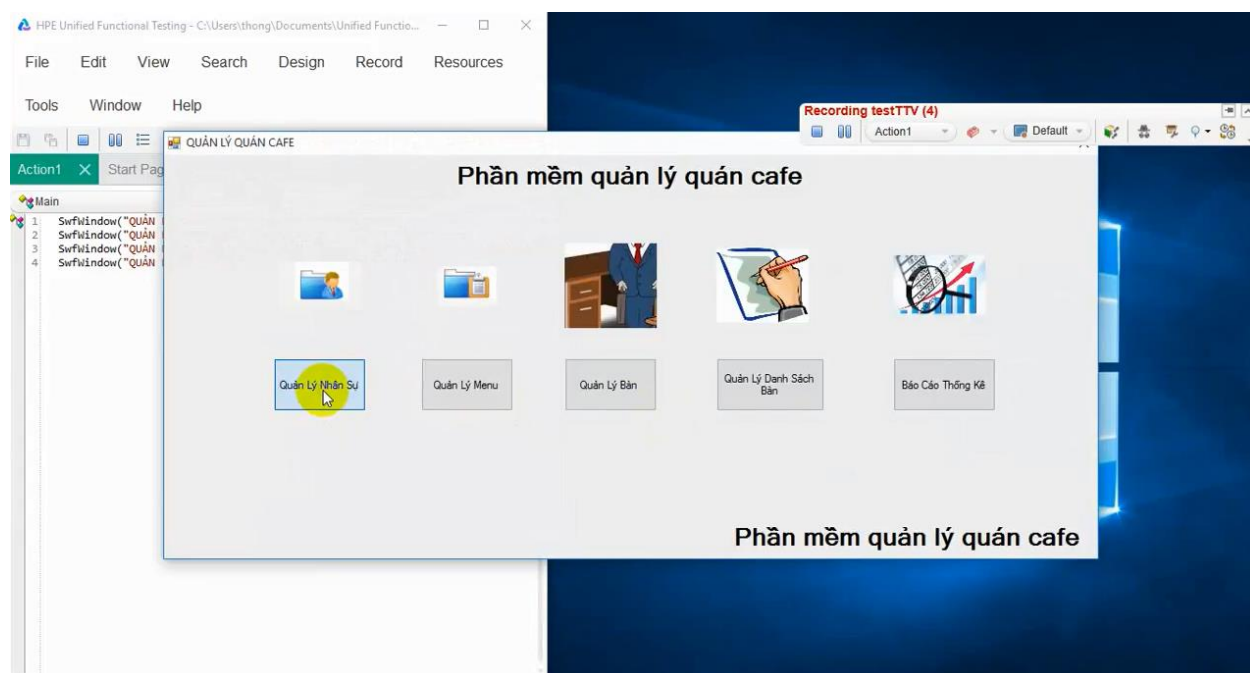 HPE Unified Functional Testing - C:\Users\thong\Documents\Unified Functio...
File Edit View Search Design Record Resources
Tools Window Help
Recording testTTV (4)
Action1 Default
QUẢN LÝ QUÁN CAFE
Action1 Start Pag
Phần mềm quản lý quán cafe
Main
1 SwfWindow("QUẢN
2 SwfWindow("QUẢN
3 SwfWindow("QUẢN
4 SwfWindow("QUẢN
Quản Lý Nhân Sự
Quản Lý Menu
Quản Lý Bàn
Quản Lý Danh Sách
Bàn
Báo Cáo Thống Kê
Phần mềm quản lý quán cafe